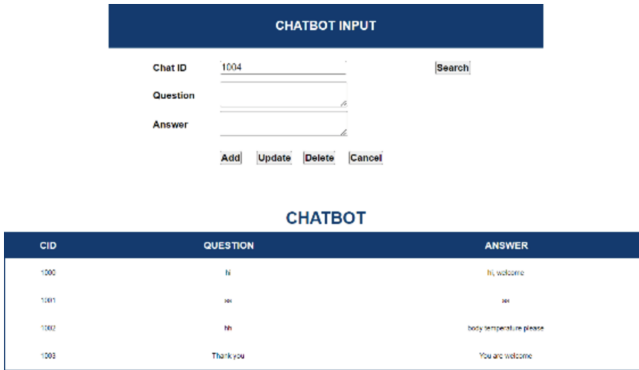 CHATBOT INPUT
Chat ID 1004 Search
Question
Answer
Add Update Delete Cancel
CHATBOT
CID QUESTION ANSWER
1000 hi hi, welcome
1001
1002 hh body temperature please
1003 Thank you You are welcome